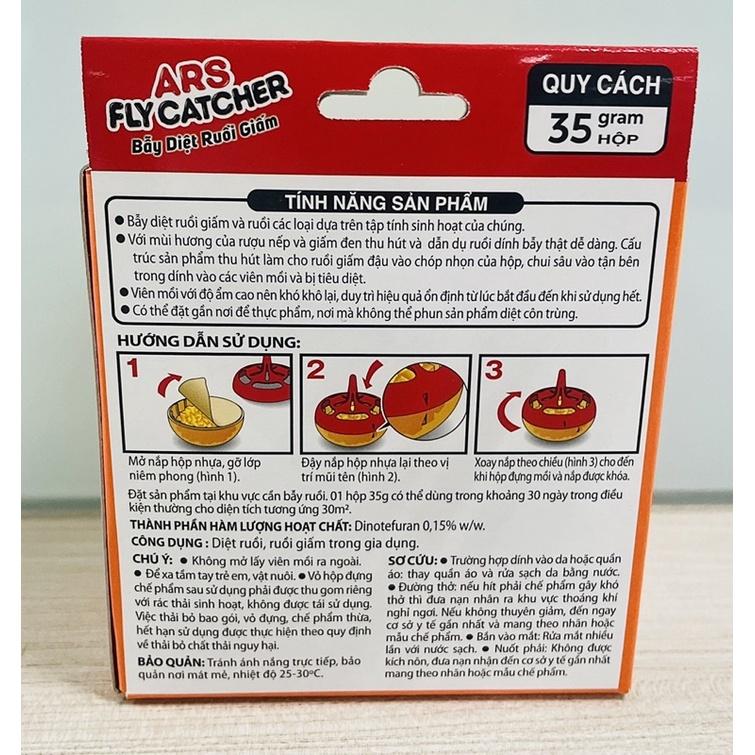 ARS
FLY CATCHER
Bẫy Diệt Ruồi Giấm
QUY CÁCH
35 gram
HỘP
TÍNH NĂNG SẢN PHẨM
● Bẫy diệt ruồi giấm và ruồi các loại dựa trên tập tính sinh hoạt của chúng.
● Với mùi hương của rượu nếp và giấm đen thu hút và dẫn dụ ruồi dính bẫy thật dễ dàng. Cấu
trúc sản phẩm thu hút làm cho ruồi giấm đậu vào chóp nhọn của hộp, chui sâu vào tận bên
trong dính vào các viên mồi và bị tiêu diệt.
● Viên mồi với độ ẩm cao nên khó khô lại, duy trì hiệu quả ổn định từ lúc bắt đầu đến khi sử dụng hết.
● Có thể đặt gần nơi để thực phẩm, nơi mà không thể phun sản phẩm diệt côn trùng.
HƯỚNG DẪN SỬ DỤNG:
1
2
3
Mở nắp hộp nhựa, gỡ lớp
niêm phong (hình 1).
Đậy nắp hộp nhựa lại theo vị
trí mũi tên (hình 2).
Xoay nắp theo chiều (hình 3) cho đến
khi hộp đựng mồi và nắp được khóa.
Đặt sản phẩm tại khu vực cần bẫy ruồi. 01 hộp 35g có thể dùng trong khoảng 30 ngày trong điều
kiện thường cho diện tích tương ứng 30m².
THÀNH PHẦN HÀM LƯỢNG HOẠT CHẤT: Dinotefuran 0,15% w/w.
CÔNG DỤNG : Diệt ruồi, ruồi giấm trong gia dụng.
CHÚ Ý: ● Không mở lấy viên mồi ra ngoài.
● Để xa tầm tay trẻ em, vật nuôi. ● Vỏ hộp đựng
chế phẩm sau sử dụng phải được thu gom riêng
với rác thải sinh hoạt, không được tái sử dụng.
Việc thải bỏ bao gói, vỏ đựng, chế phẩm thừa,
hết hạn sử dụng được thực hiện theo quy định
về thải bỏ chất thải nguy hại.
BẢO QUẢN: Tránh ánh nắng trực tiếp, bảo
quản nơi mát mẻ, nhiệt độ 25-30ºC.
SƠ CỨU: ● Trường hợp dính vào da hoặc quần
áo: thay quần áo và rửa sạch da bằng nước.
● Đường thở: nếu hít phải chế phẩm gây khó
thở thì đưa nạn nhân ra khu vực thoáng khí
nghỉ ngơi. Nếu không thuyên giảm, đến ngay
cơ sở y tế gần nhất và mang theo nhãn hoặc
mẫu chế phẩm. ● Bắn vào mắt: Rửa mắt nhiều
lần với nước sạch. ● Nuốt phải: Không được
kích nôn, đưa nạn nhận đến cơ sở y tế gần nhất
mang theo nhãn hoặc mẫu chế phẩm.